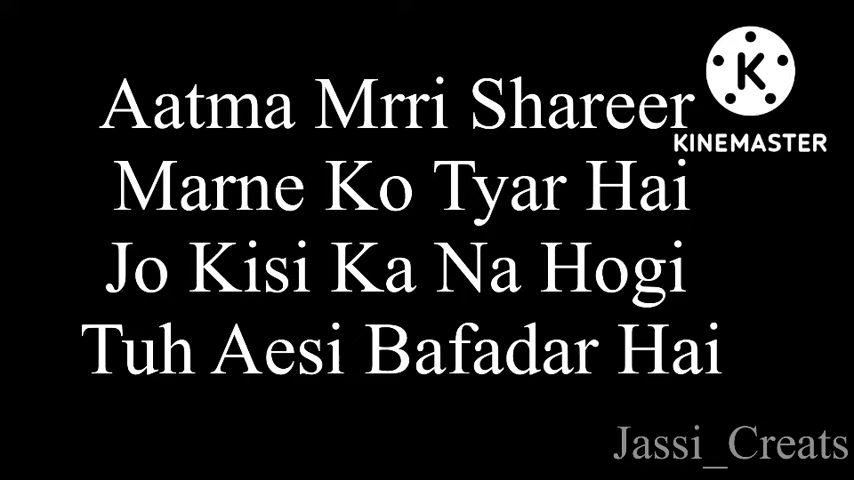 Aatma Mrri Shareer
Marne Ko Tyar Hai
Jo Kisi Ka Na Hogi
Tuh Aesi Bafadar Hai
K
KINEMASTER
Jassi_Creats